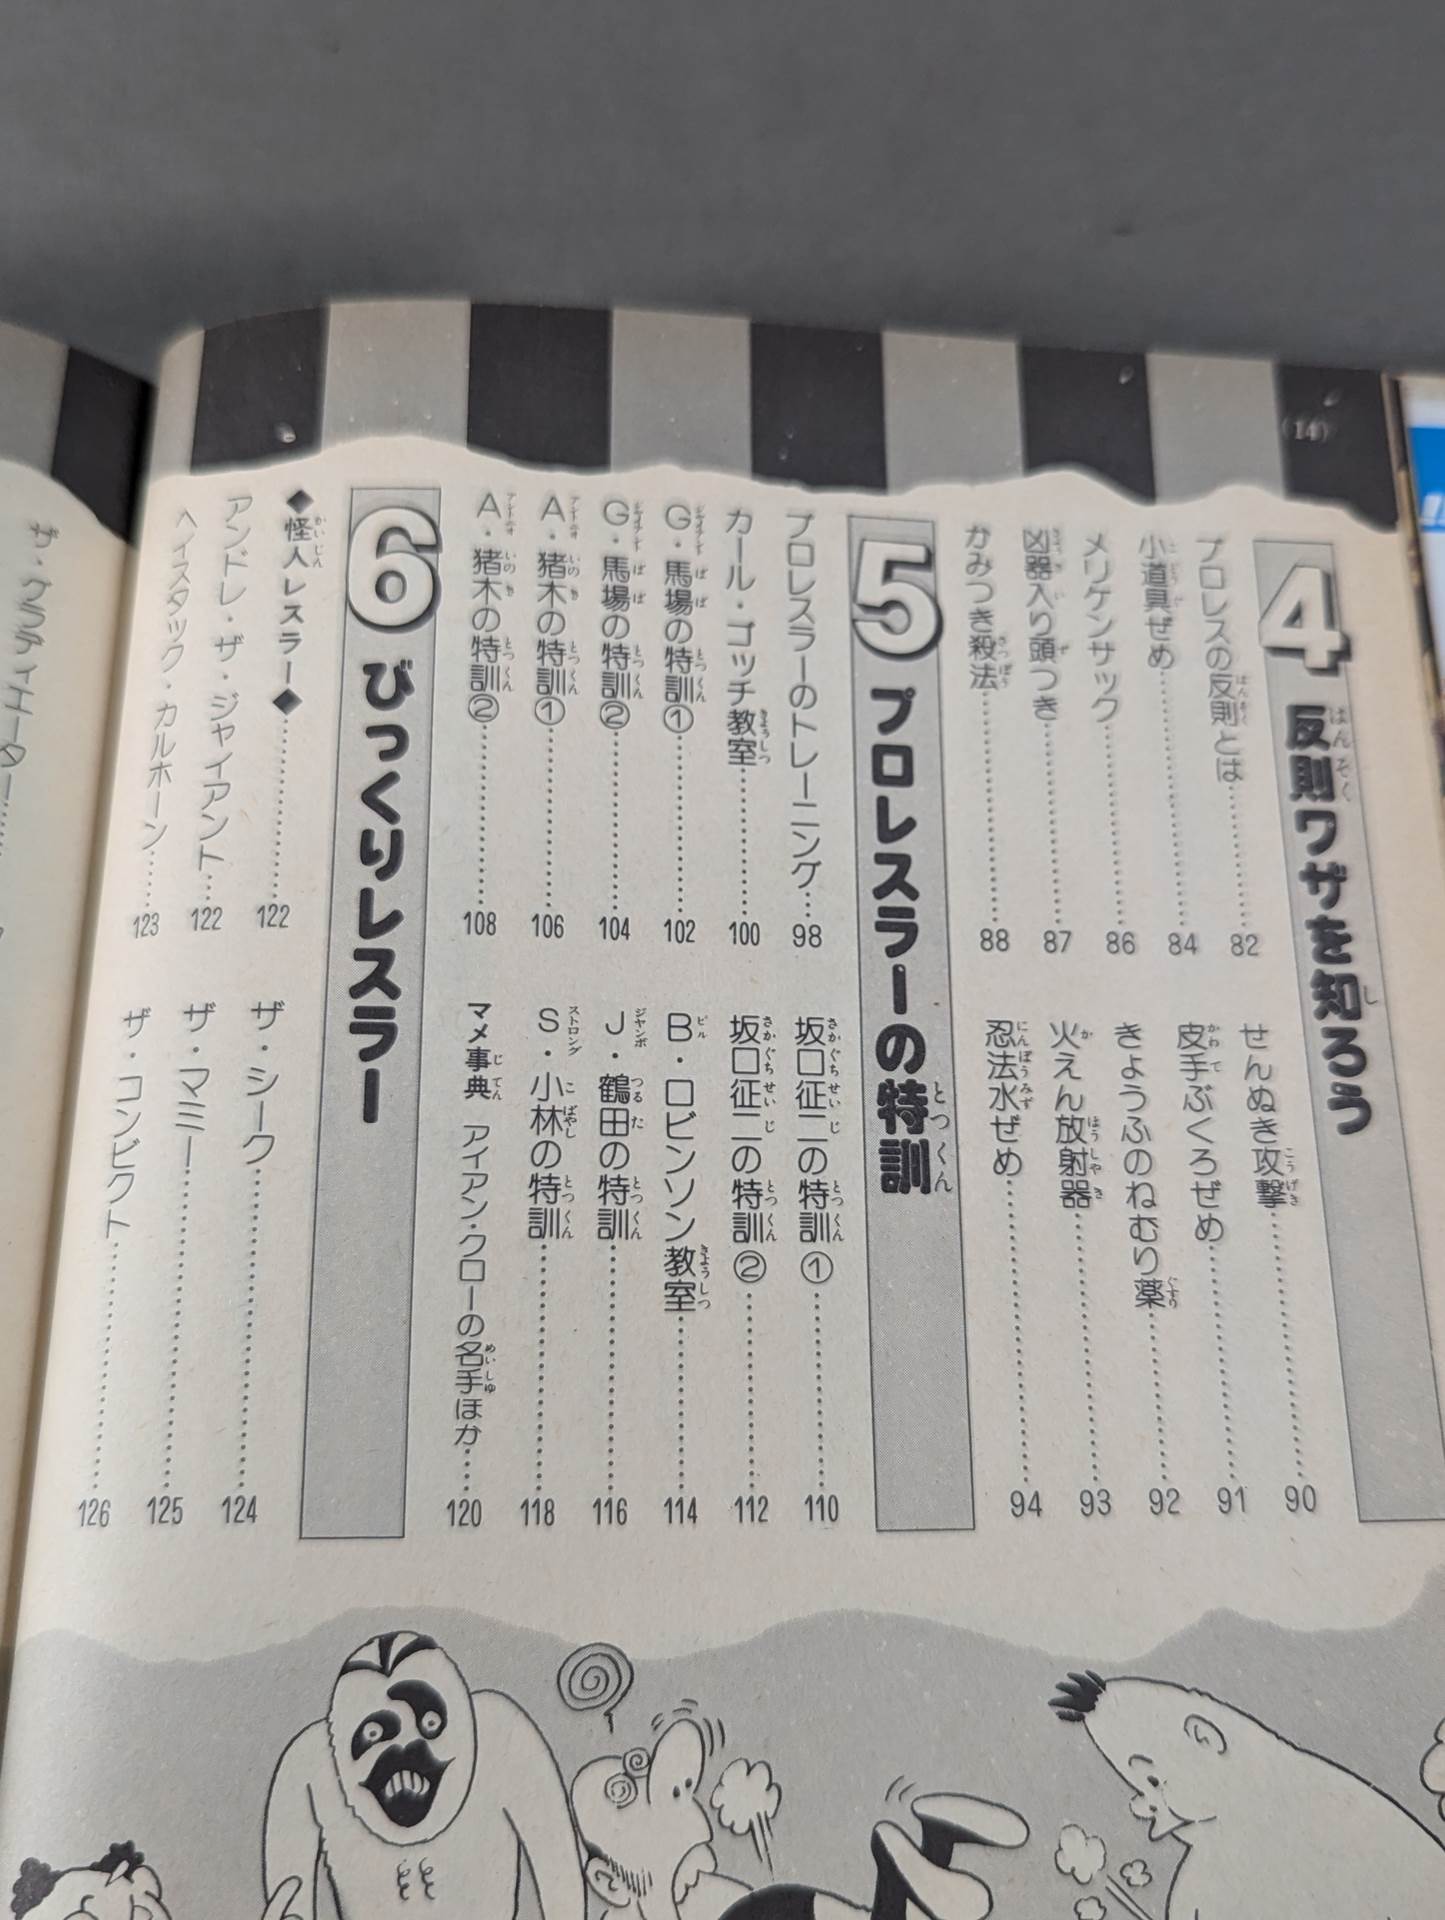 (14)
4 反則ワザを知ろう
プロレスの反則とは……82
小道具ぜめ……84
メリケンサック……86
凶器入り頭つき……87
かみつき殺法……88
せんぬき攻撃……90
皮手ぶくろぜめ……91
きょうふのねむり薬……92
火えん放射器……93
忍法水ぜめ……94
5 プロレスラーの特訓
プロレスラーのトレーニング……98
カール・ゴッチ教室……100
G・馬場の特訓①……102
G・馬場の特訓②……104
A・猪木の特訓①……106
A・猪木の特訓②……108
坂口征二の特訓①……110
坂口征二の特訓②……112
B・ロビンソン教室……114
J・鶴田の特訓……116
S・小林の特訓……118
マメ事典 アイアン・クローの名手ほか……120
6 びっくりレスラー
◆怪人レスラー◆……122
アンドレ・ザ・ジャイアント……122
ヘイスタック・カルホーン……123
ザ・シーク……124
ザ・マミー……125
ザ・コンビクト……126
ザ・グラディエーター……